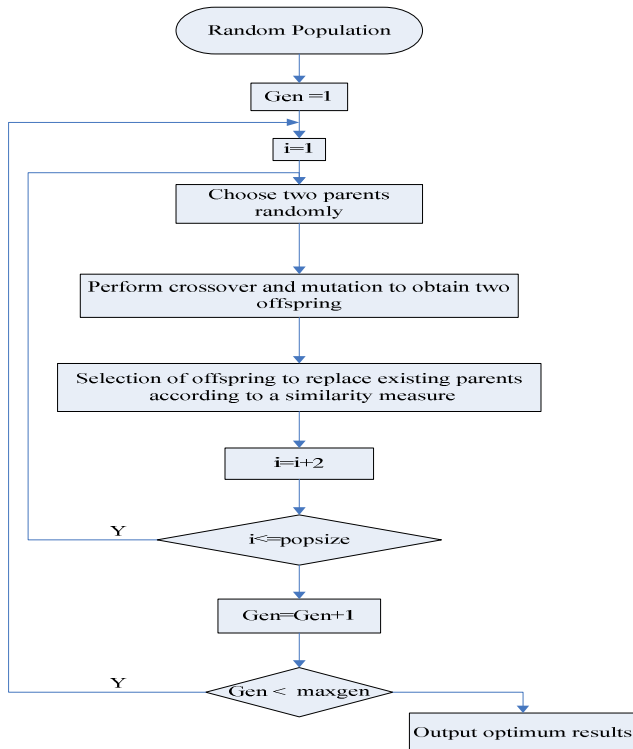 Random Population
Gen =1
i=1
Choose two parents
randomly
Perform crossover and mutation to obtain two
offspring
Selection of offspring to replace existing parents
according to a similarity measure
i=i+2
Y
i<=popsize
Gen=Gen+1
Y
Gen < maxgen
Output optimum results